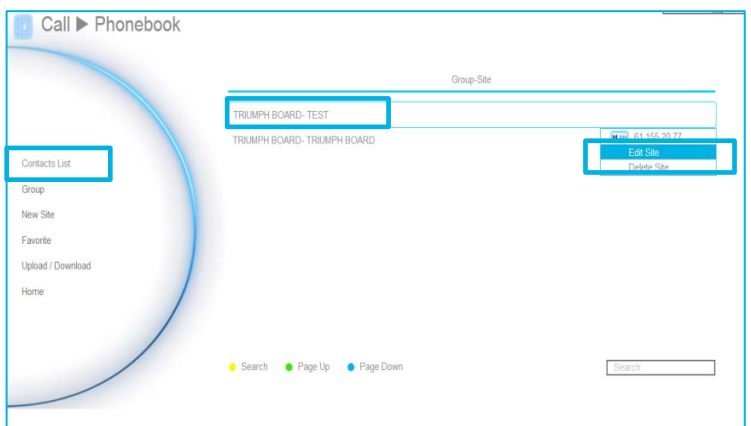 Call ▶ Phonebook
Group-Site
TRIUMPH BOARD- TEST
TRIUMPH BOARD- TRIUMPH BOARD
61.155.20.77
Edit Site
Delete Site
Contacts List
Group
New Site
Favorite
Upload / Download
Home
Search
Page Up
Page Down
Search